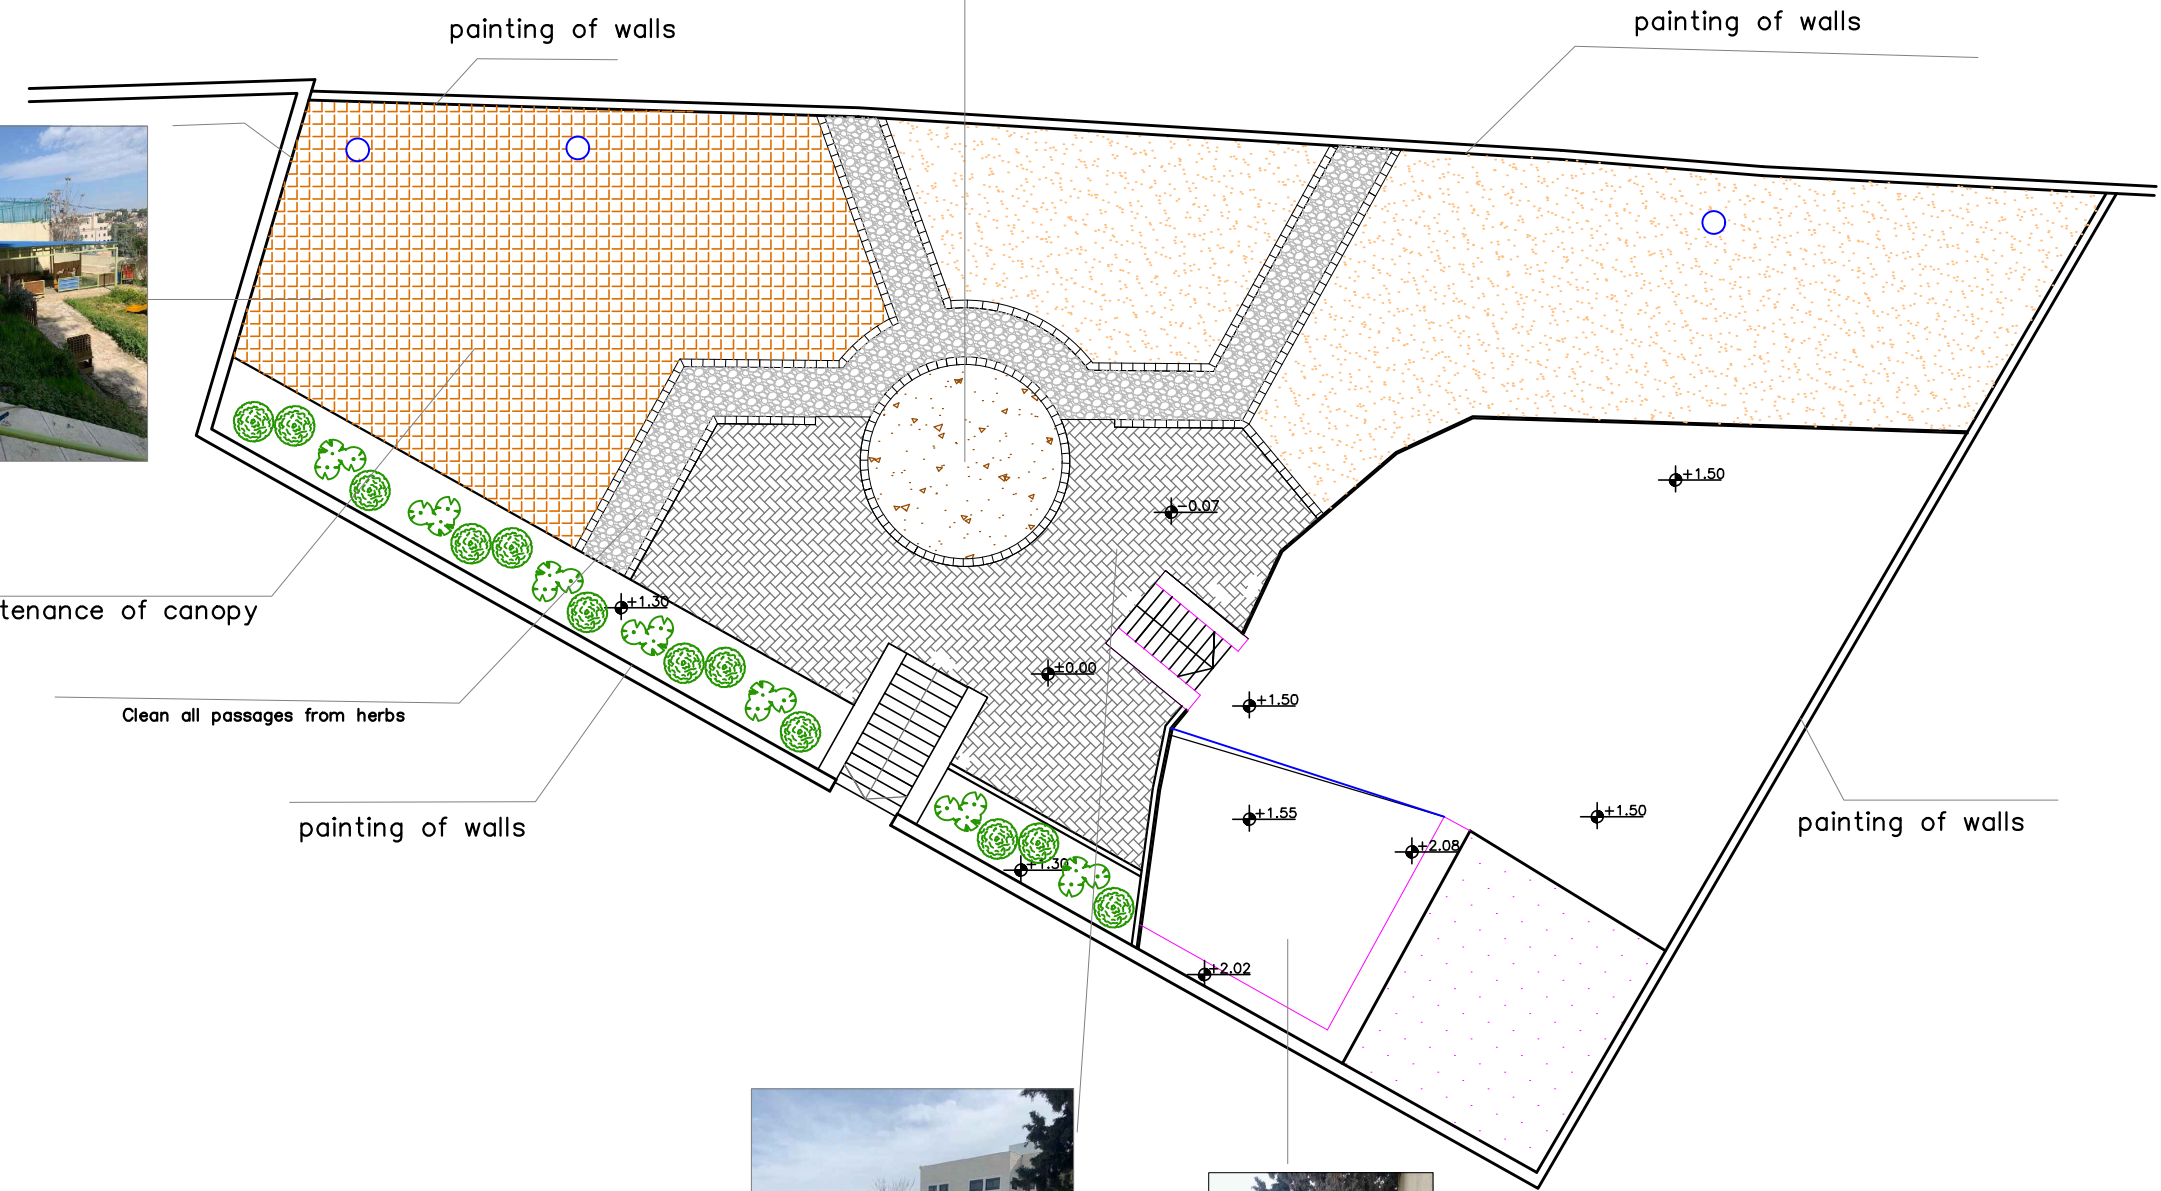 painting of walls
painting of walls
+1.50
-0.07
tenance of canopy
+1.30
±0.00
+1.50
Clean all passages from herbs
painting of walls
+1.55
+1.50
painting of walls
+2.08
+1.30
+2.02